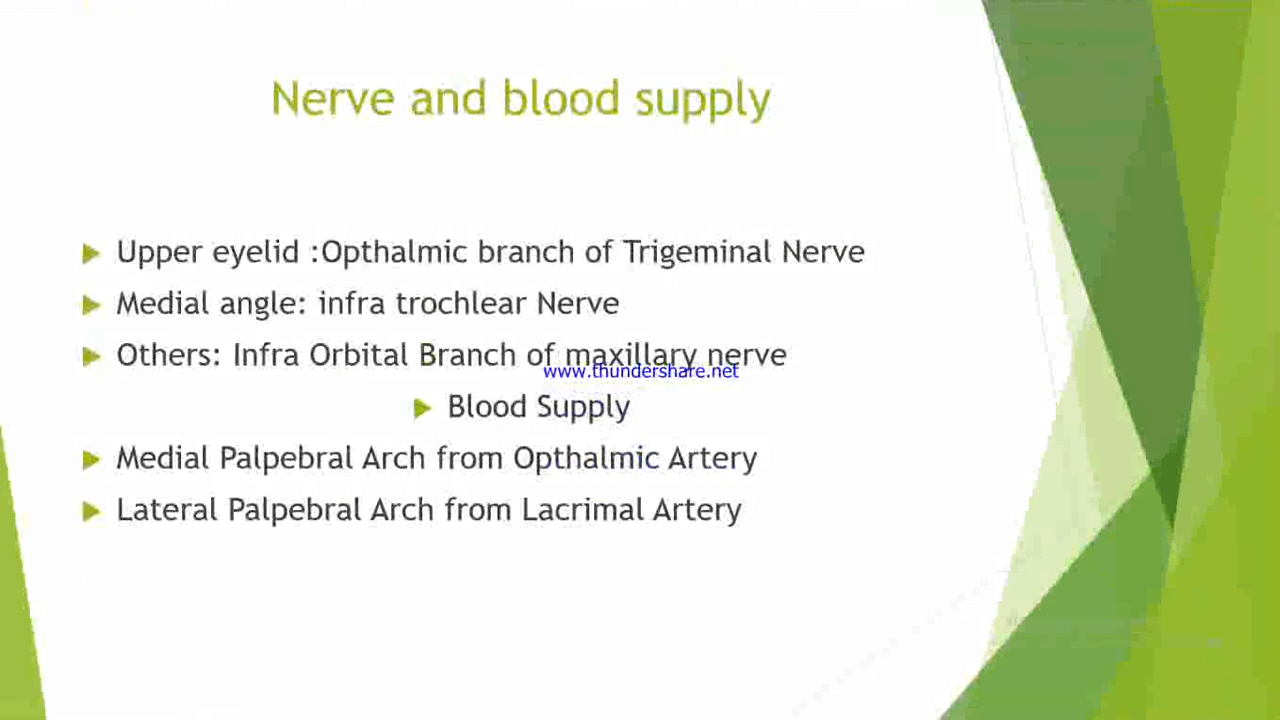 Nerve and blood supply
Upper eyelid :Opthalmic branch of Trigeminal Nerve
Medial angle: infra trochlear Nerve
Others: Infra Orbital Branch of maxillary nerve
www.thundershare.net
Blood Supply
Medial Palpebral Arch from Opthalmic Artery
Lateral Palpebral Arch from Lacrimal Artery